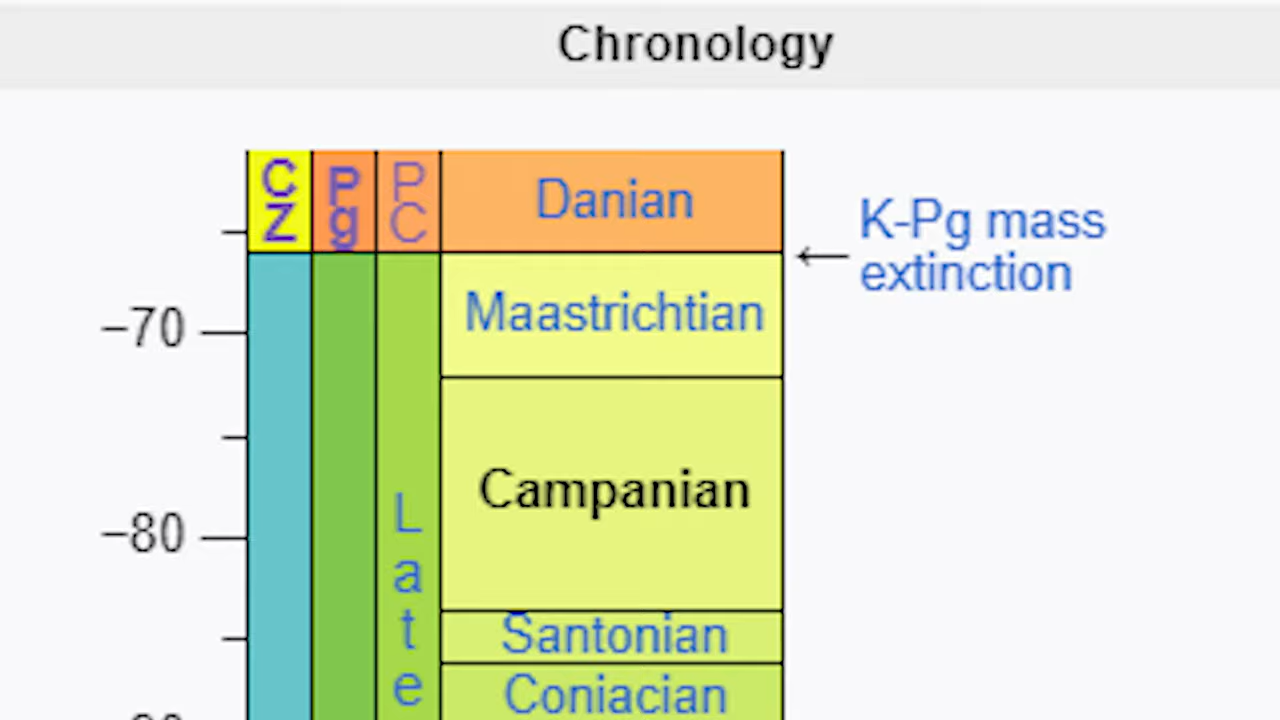 Chronology
C
Z
P
g
P
C
Danian
K-Pg mass
extinction
Maastrichtian
−70
Campanian
−80
L
a
t
e
Santonian
Coniacian